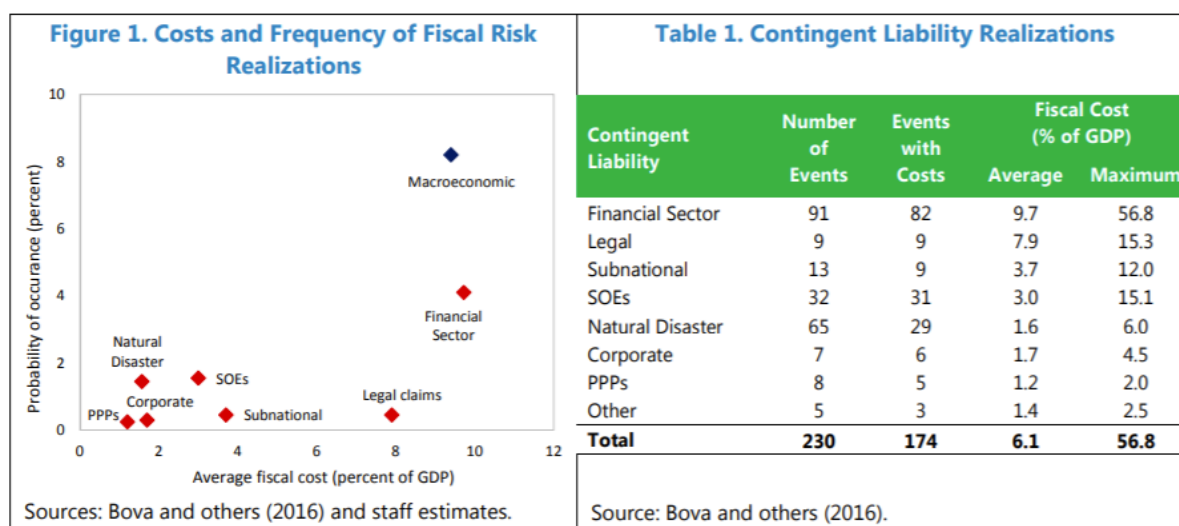 Figure 1. Costs and Frequency of Fiscal Risk
Realizations
Probability of occurance (percent)
10
8
6
4
2
0
Macroeconomic
Financial
Sector
Natural
Disaster
SOEs
Corporate
PPPs
Subnational
Legal claims
0 2 4 6 8 10 12
Average fiscal cost (percent of GDP)
Sources: Bova and others (2016) and staff estimates.
Table 1. Contingent Liability Realizations
Contingent Liability Number of Events Events with Costs Fiscal Cost (% of GDP)
Average Maximum
Financial Sector 91 82 9.7 56.8
Legal 9 9 7.9 15.3
Subnational 13 9 3.7 12.0
SOEs 32 31 3.0 15.1
Natural Disaster 65 29 1.6 6.0
Corporate 7 6 1.7 4.5
PPPs 8 5 1.2 2.0
Other 5 3 1.4 2.5
Total 230 174 6.1 56.8
Source: Bova and others (2016).